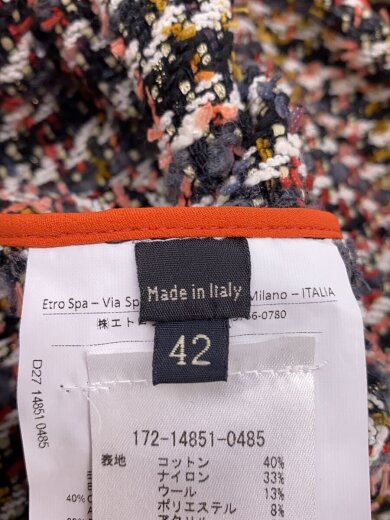 Made in Italy
42
Etro Spa – Via Sp Milano – ITALIA
㈱エト 6-0780
D27 14851 0485
172-14851-0485
表地 コットン 40%
ナイロン 33%
ウール 13%
ポリエステル 8%
40%